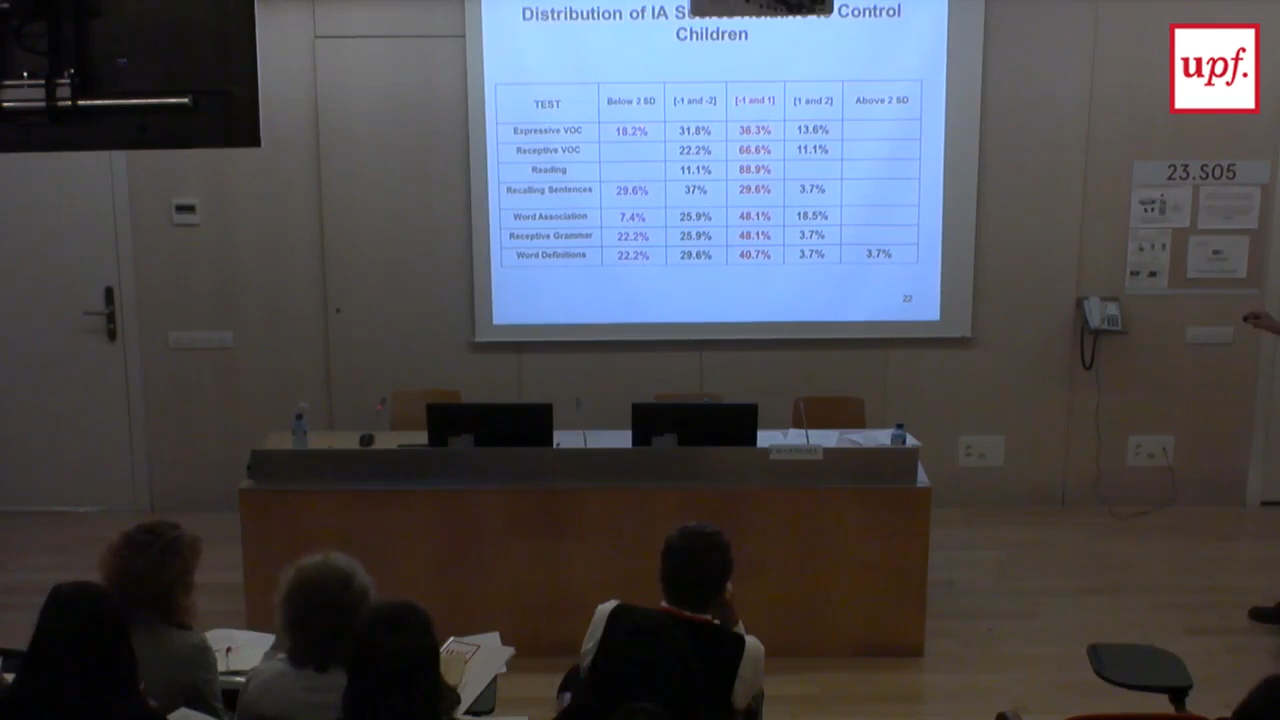 Distribution of IA Scores Relative to Control
Children
TEST Below 2 SD [-1 and -2] [-1 and 1] [1 and 2] Above 2 SD
Expressive VOC 18.2% 31.8% 36.3% 13.6%
Receptive VOC 22.2% 66.6% 11.1%
Reading 11.1% 88.9%
Recalling Sentences 29.6% 37% 29.6% 3.7%
Word Association 7.4% 25.9% 48.1% 18.5%
Receptive Grammar 22.2% 25.9% 48.1% 3.7%
Word Definitions 22.2% 29.6% 40.7% 3.7% 3.7%
22
upf.
23.S05